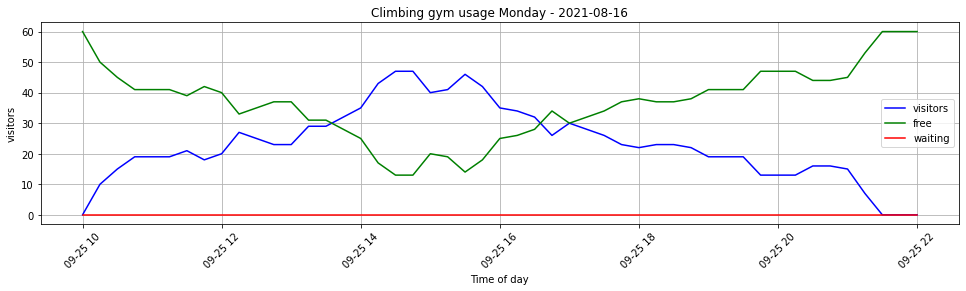 Climbing gym usage Monday - 2021-08-16
visitors
60
50
40
30
20
10
0
visitors
free
waiting
09-25 10
09-25 12
09-25 14
09-25 16
09-25 18
09-25 20
09-25 22
Time of day